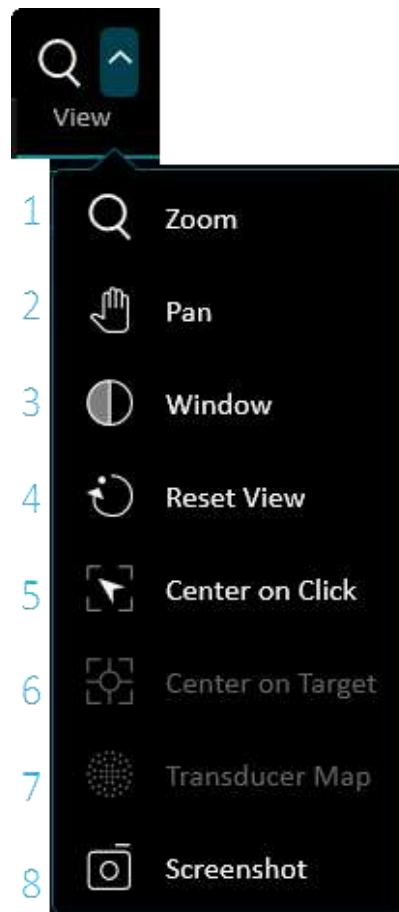 View
1 Zoom
2 Pan
3 Window
4 Reset View
5 Center on Click
6 Center on Target
7 Transducer Map
8 Screenshot